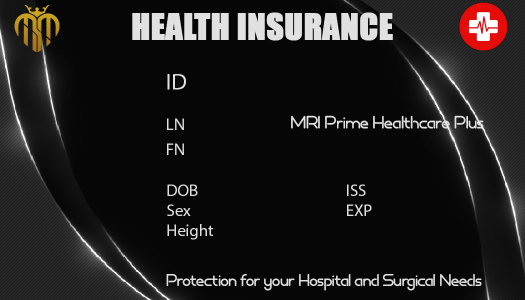 HEALTH INSURANCE
ID
LN
MRI Prime Healthcare Plus
FN
DOB
ISS
Sex
EXP
Height
Protection for your Hospital and Surgical Needs